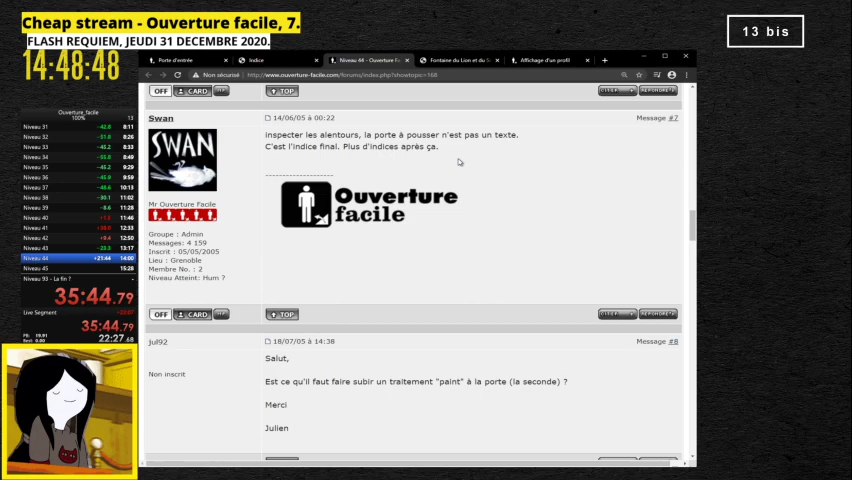 Cheap stream - Ouverture facile, 7.
FLASH REQUIEM, JEUDI 31 DECEMBRE 2020.
14:48:48
13 bis
Porte d'entrée
Indice
Niveau 44 - Ouverture Fa
Fontaine du Lion et du S
Affichage d'un profil
Non sécurisé
http://www.ouverture-facile.com/forums/index.php?showtopic=168
Ouverture_facile
100%
13
Niveau 31 -42.8 8:11
Niveau 32 -51.8 8:26
Niveau 33 -45.2 8:33
Niveau 34 -55.8 8:49
Niveau 35 -45.2 9:29
Niveau 36 -45.9 9:59
Niveau 37 -48.6 10:13
Niveau 38 -30.1 11:02
Niveau 39 -8.6 11:28
Niveau 40 +1.2 11:46
Niveau 41 12:33
Niveau 42 12:50
Niveau 43 -23.3 13:17
Niveau 44 +21:44 14:00
Niveau 45 15:28
Niveau 93 - La fin ? -
35:44.79
Live Segment
35:44.79
22:27.68
OFF
CARD
TOP
CITER
REPONDRE
Swan
14/06/05 à 00:22
Message #7
SWAN
inspecter les alentours, la porte à pousser n'est pas un texte.
C'est l'indice final. Plus d'indices après ça.
--------------------
Ouverture
facile
Mr Ouverture Facile
Groupe : Admin
Messages: 4 159
Inscrit : 05/05/2005
Lieu : Grenoble
Membre No. : 2
Niveau Atteint: Hum ?
OFF
CARD
TOP
CITER
REPONDRE
jul92
18/07/05 à 14:38
Message #8
Non inscrit
Salut,
Est ce qu'il faut faire subir un traitement "paint" à la porte (la seconde) ?
Merci
Julien